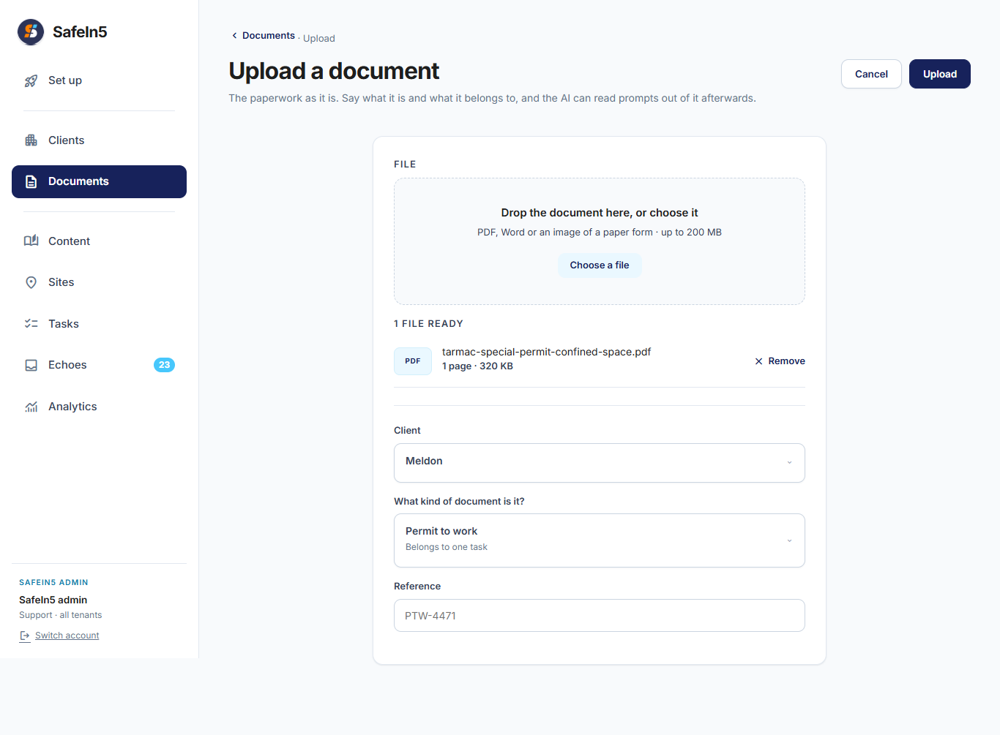 SafeIn5
Set up
Clients
Documents
Content
Sites
Tasks
Echoes 23
Analytics
SAFEIN5 ADMIN
SafeIn5 admin
Support · all tenants
Switch account
Documents · Upload
Upload a document
The paperwork as it is. Say what it is and what it belongs to, and the AI can read prompts out of it afterwards.
Cancel
Upload
FILE
Drop the document here, or choose it
PDF, Word or an image of a paper form · up to 200 MB
Choose a file
1 FILE READY
PDF
tarmac-special-permit-confined-space.pdf
1 page · 320 KB
Remove
Client
Meldon
What kind of document is it?
Permit to work
Belongs to one task
Reference
PTW-4471